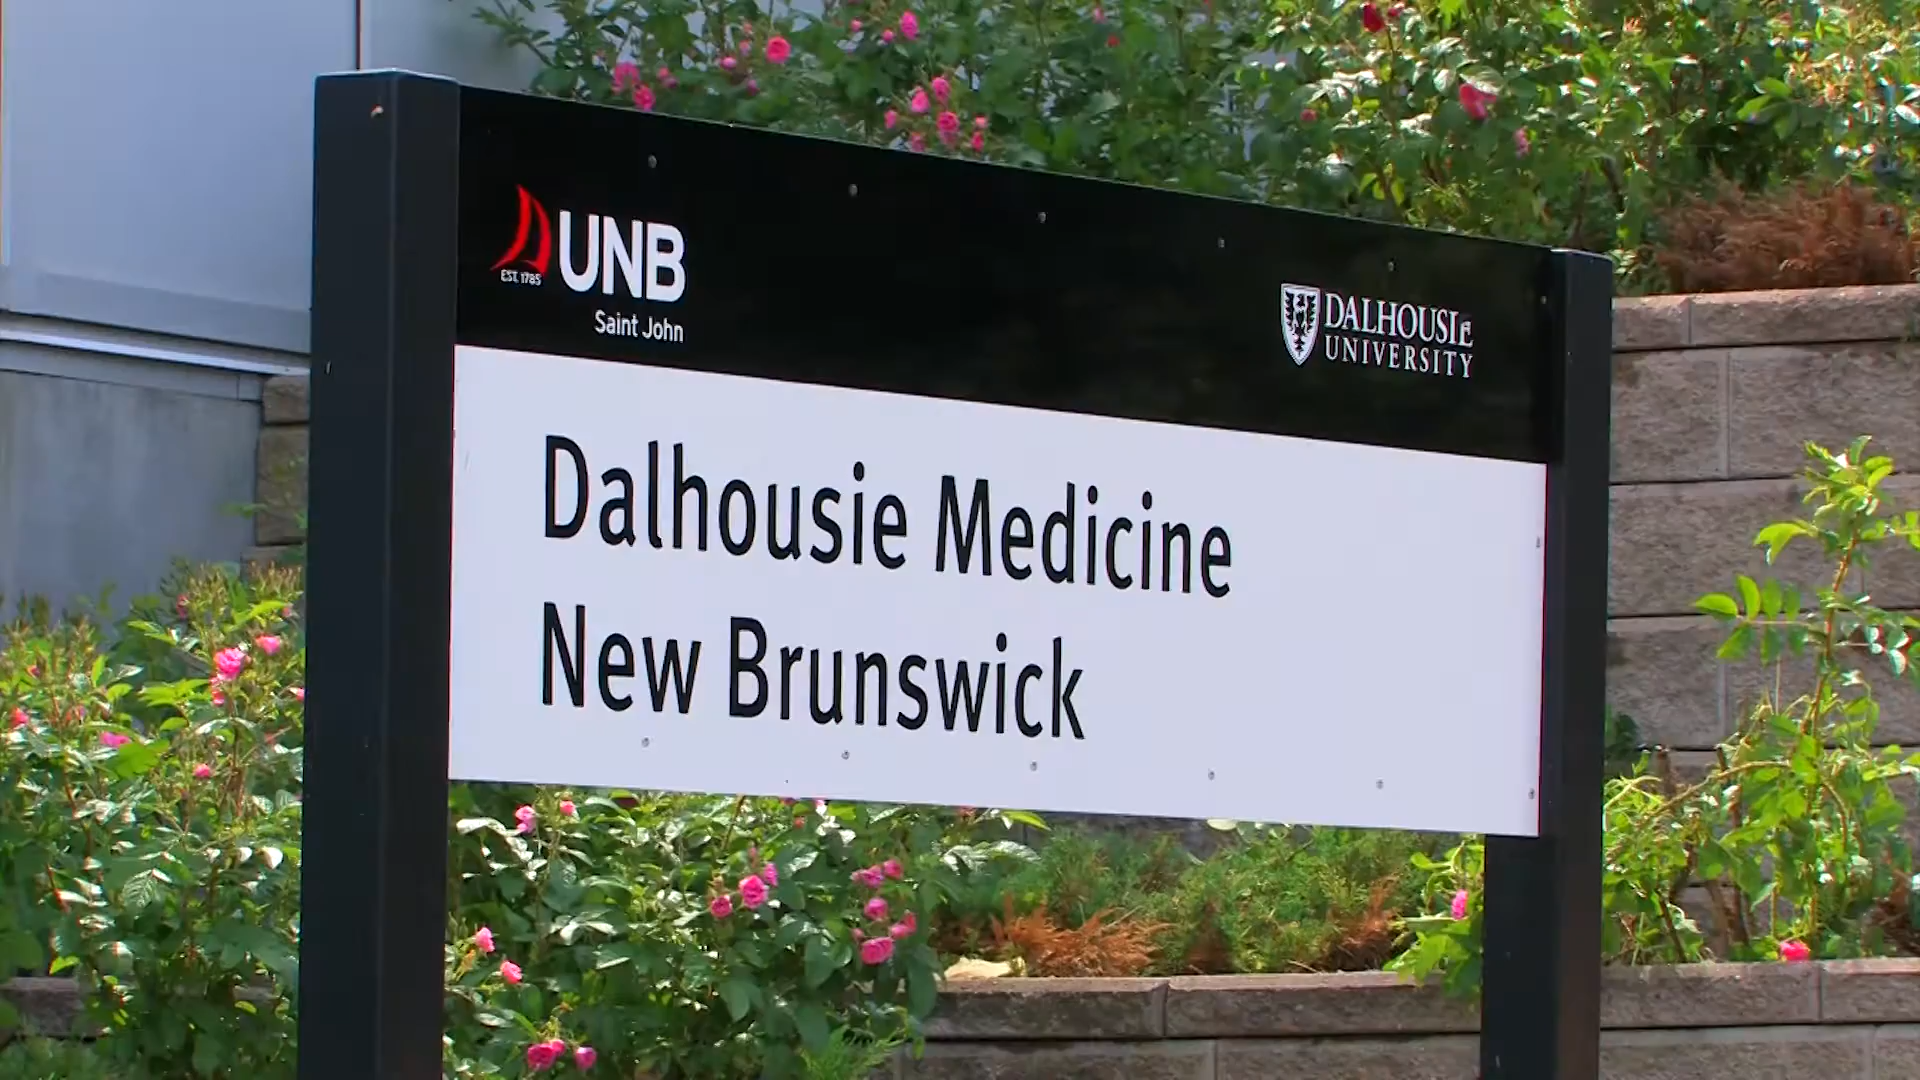 UNB
EST. 1785
Saint John
DALHOUSIE
UNIVERSITY
Dalhousie Medicine
New Brunswick